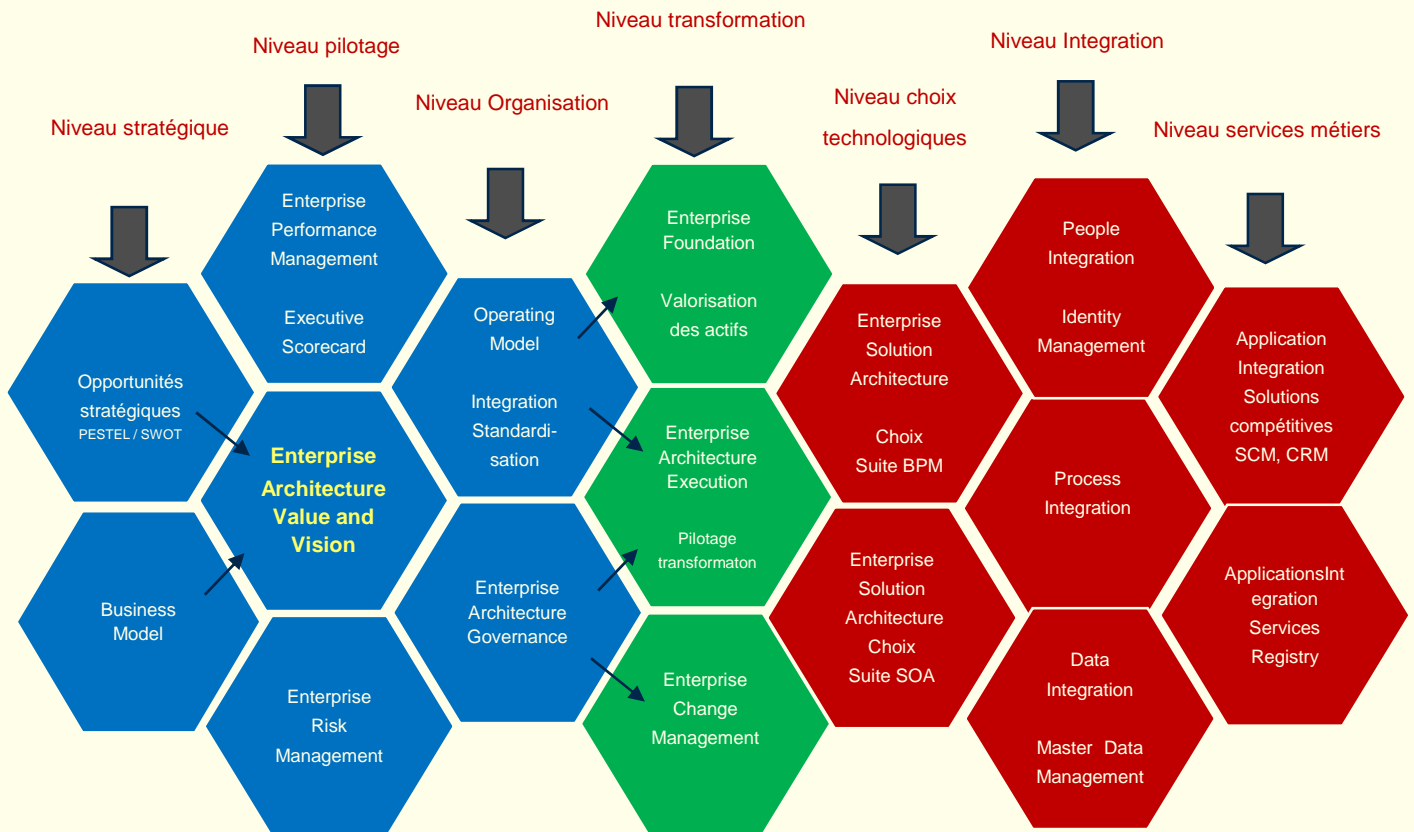 Niveau stratégique
Niveau pilotage
Niveau Organisation
Niveau transformation
Niveau choix
technologiques
Niveau Integration
Niveau services métiers
Opportunités
stratégiques
PESTEL / SWOT
Business
Model
Enterprise
Performance
Management
Executive
Scorecard
Enterprise
Architecture
Value and
Vision
Enterprise
Risk
Management
Operating
Model
Integration
Standardi-
sation
Enterprise
Architecture
Governance
Enterprise
Foundation
Valorisation
des actifs
Enterprise
Architecture
Execution
Pilotage
transformaton
Enterprise
Change
Management
Enterprise
Solution
Architecture
Choix
Suite BPM
Enterprise
Solution
Architecture
Choix
Suite SOA
People
Integration
Identity
Management
Process
Integration
Data
Integration
Master Data
Management
Application
Integration
Solutions
compétitives
SCM, CRM
ApplicationsInt
egration
Services
Registry